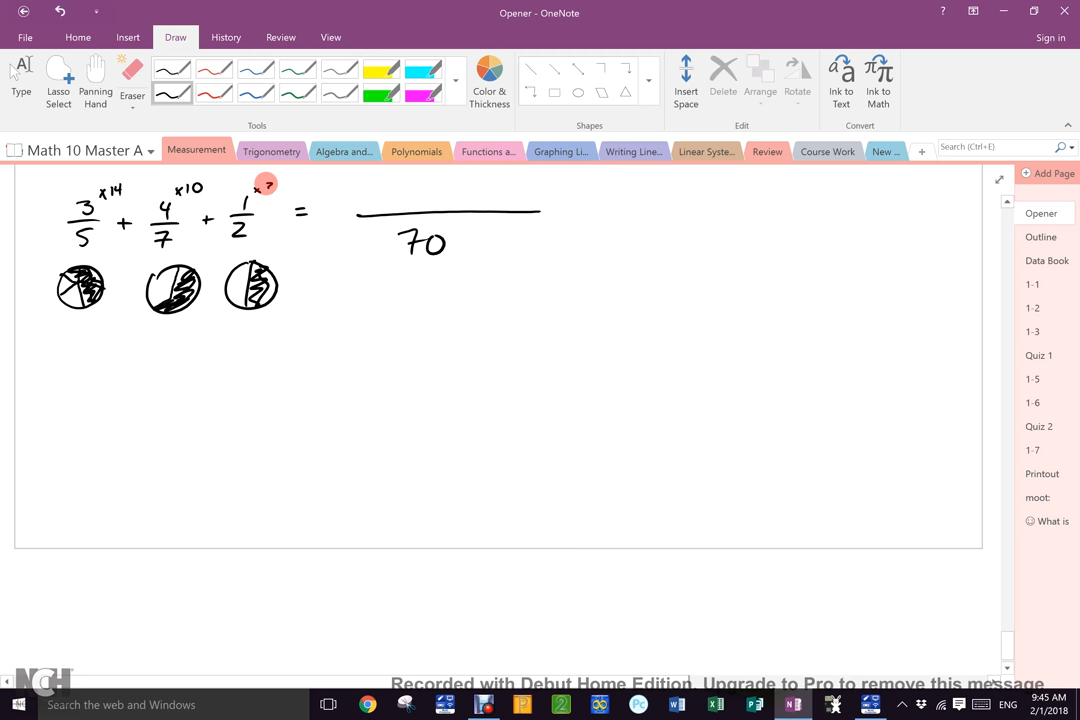 Opener - OneNote
?
File Home Insert Draw History Review View Sign in
Type Lasso Select Panning Hand Eraser Color & Thickness Insert Space Delete Arrange Rotate Ink to Text Ink to Math
Tools Shapes Edit Convert
Math 10 Master A Measurement Trigonometry Algebra and... Polynomials Functions a... Graphing Li... Writing Line... Linear Syste... Review Course Work New ... + Search (Ctrl+E)
Add Page
Opener
Outline
Data Book
1-1
1-2
1-3
Quiz 1
1-5
1-6
Quiz 2
1-7
Printout
moot:
☺ What is
x14 x10
3/5 + 4/7 + 1/2 = /70
NCH
Recorded with Debut Home Edition. Upgrade to Pro to remove this message
Search the web and Windows
ENG
9:45 AM
2/1/2018